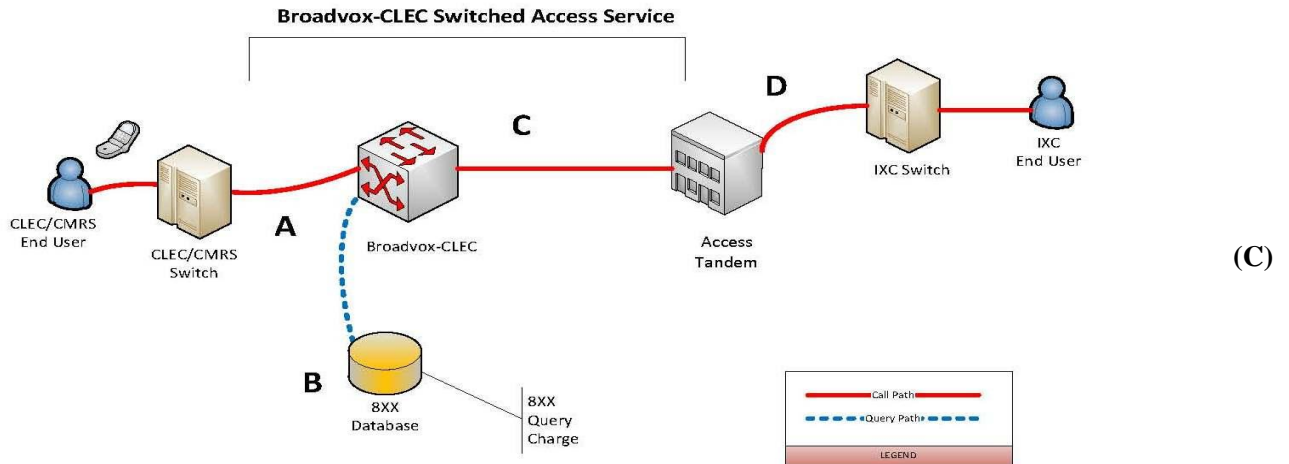 Broadvox-CLEC Switched Access Service
D
C
IXC
End User
IXC Switch
CLEC/CMRS
End User
A
CLEC/CMRS
Switch
Broadvox-CLEC
Access
Tandem
(C)
B
8XX
Database
8XX
Query
Charge
Call Path
Query Path
LEGEND